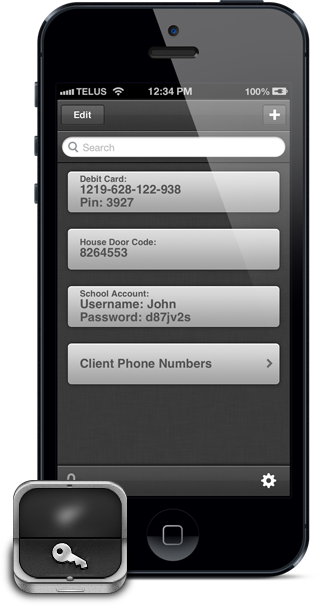 TELUS 12:34 PM 100%
Edit
Search
Debit Card:
1219-628-122-938
Pin: 3927
House Door Code:
8264553
School Account:
Username: John
Password: d87jv2s
Client Phone Numbers